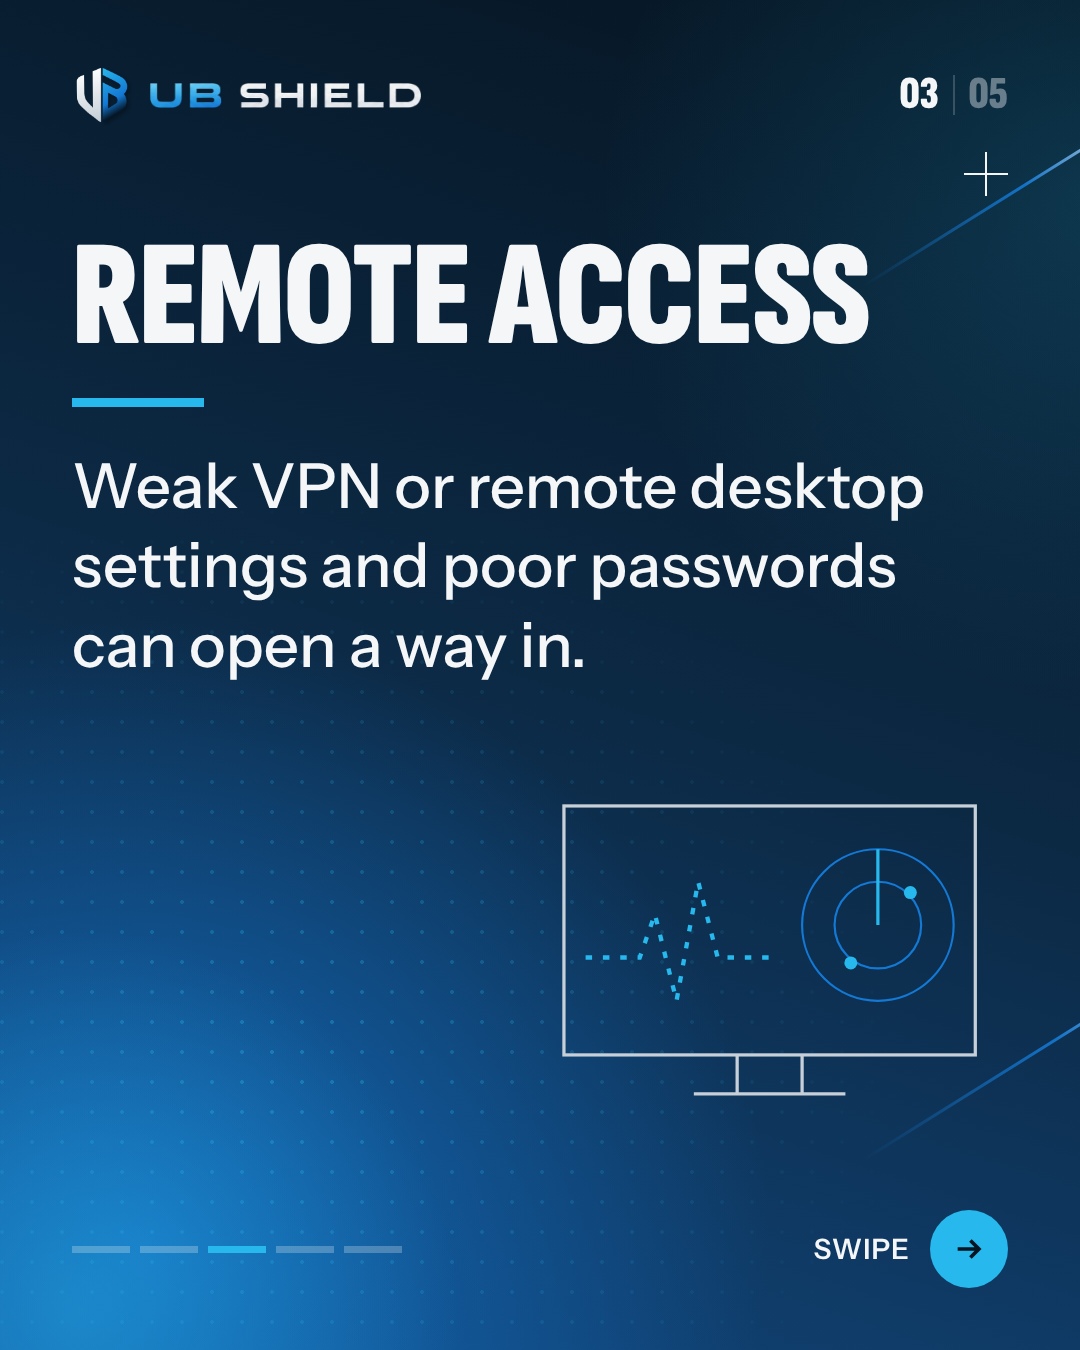 UB SHIELD
03 | 05
REMOTE ACCESS
Weak VPN or remote desktop
settings and poor passwords
can open a way in.
SWIPE